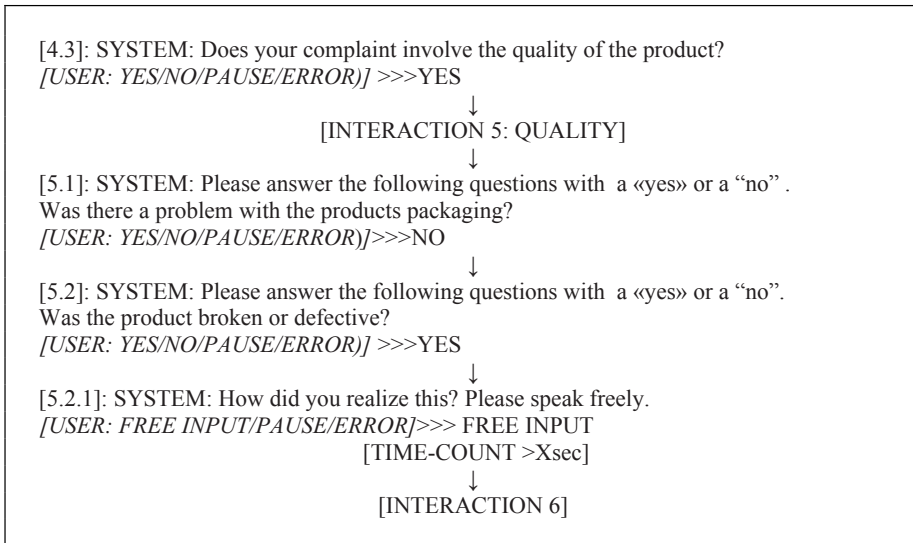 [4.3]: SYSTEM: Does your complaint involve the quality of the product?
[USER: YES/NO/PAUSE/ERROR)] >>>YES
↓
[INTERACTION 5: QUALITY]
↓
[5.1]: SYSTEM: Please answer the following questions with a «yes» or a “no” .
Was there a problem with the products packaging?
[USER: YES/NO/PAUSE/ERROR)]>>>NO
↓
[5.2]: SYSTEM: Please answer the following questions with a «yes» or a “no”.
Was the product broken or defective?
[USER: YES/NO/PAUSE/ERROR)] >>>YES
↓
[5.2.1]: SYSTEM: How did you realize this? Please speak freely.
[USER: FREE INPUT/PAUSE/ERROR]>>> FREE INPUT
[TIME-COUNT >Xsec]
↓
[INTERACTION 6]